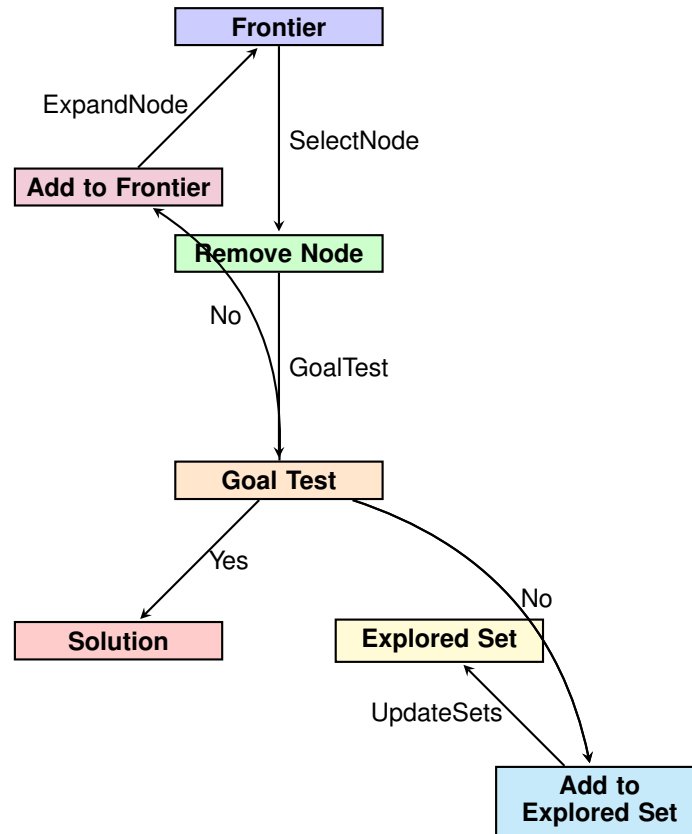 Frontier
ExpandNode
SelectNode
Add to Frontier
Remove Node
No
GoalTest
Goal Test
Yes
No
Solution
Explored Set
UpdateSets
Add to
Explored Set